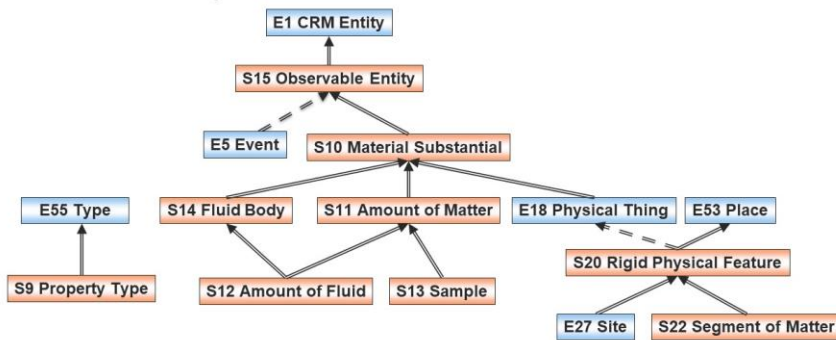 E1 CRM Entity
S15 Observable Entity
E5 Event
S10 Material Substantial
E55 Type
S14 Fluid Body
S11 Amount of Matter
E18 Physical Thing
E53 Place
S9 Property Type
S12 Amount of Fluid
S13 Sample
S20 Rigid Physical Feature
E27 Site
S22 Segment of Matter